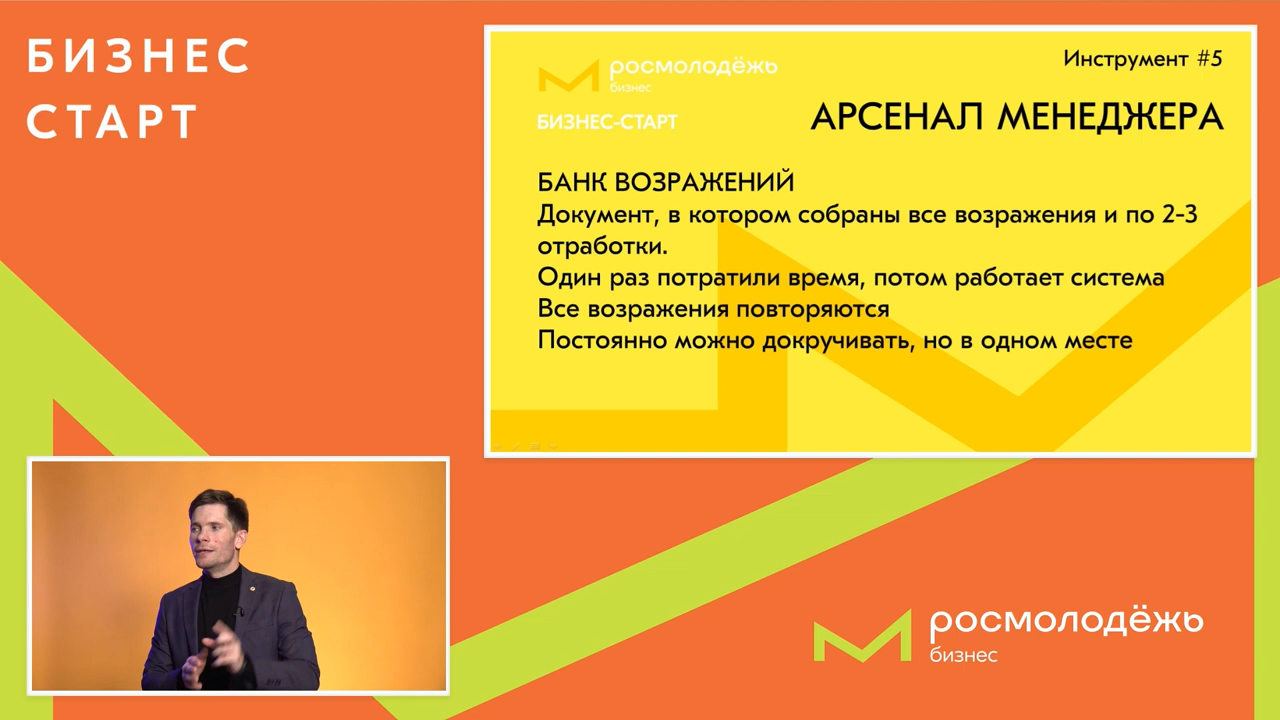 БИЗНЕС
СТАРТ
росмолодёжь
бизнес
БИЗНЕС-СТАРТ
Инструмент #5
АРСЕНАЛ МЕНЕДЖЕРА
БАНК ВОЗРАЖЕНИЙ
Документ, в котором собраны все возражения и по 2-3
отработки.
Один раз потратили время, потом работает система
Все возражения повторяются
Постоянно можно докручивать, но в одном месте
росмолодёжь
бизнес